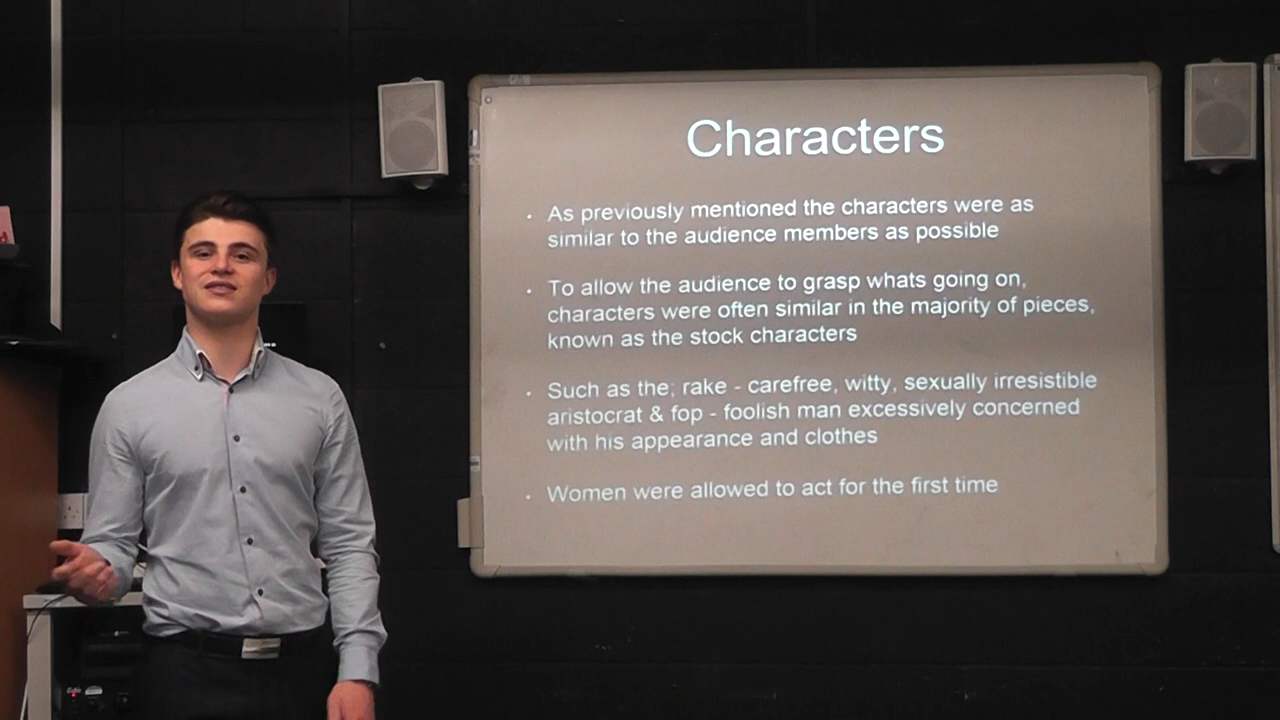 Characters
· As previously mentioned the characters were as
similar to the audience members as possible
· To allow the audience to grasp whats going on,
characters were often similar in the majority of pieces,
known as the stock characters
· Such as the; rake - carefree, witty, sexually irresistible
aristocrat & fop - foolish man excessively concerned
with his appearance and clothes
· Women were allowed to act for the first time